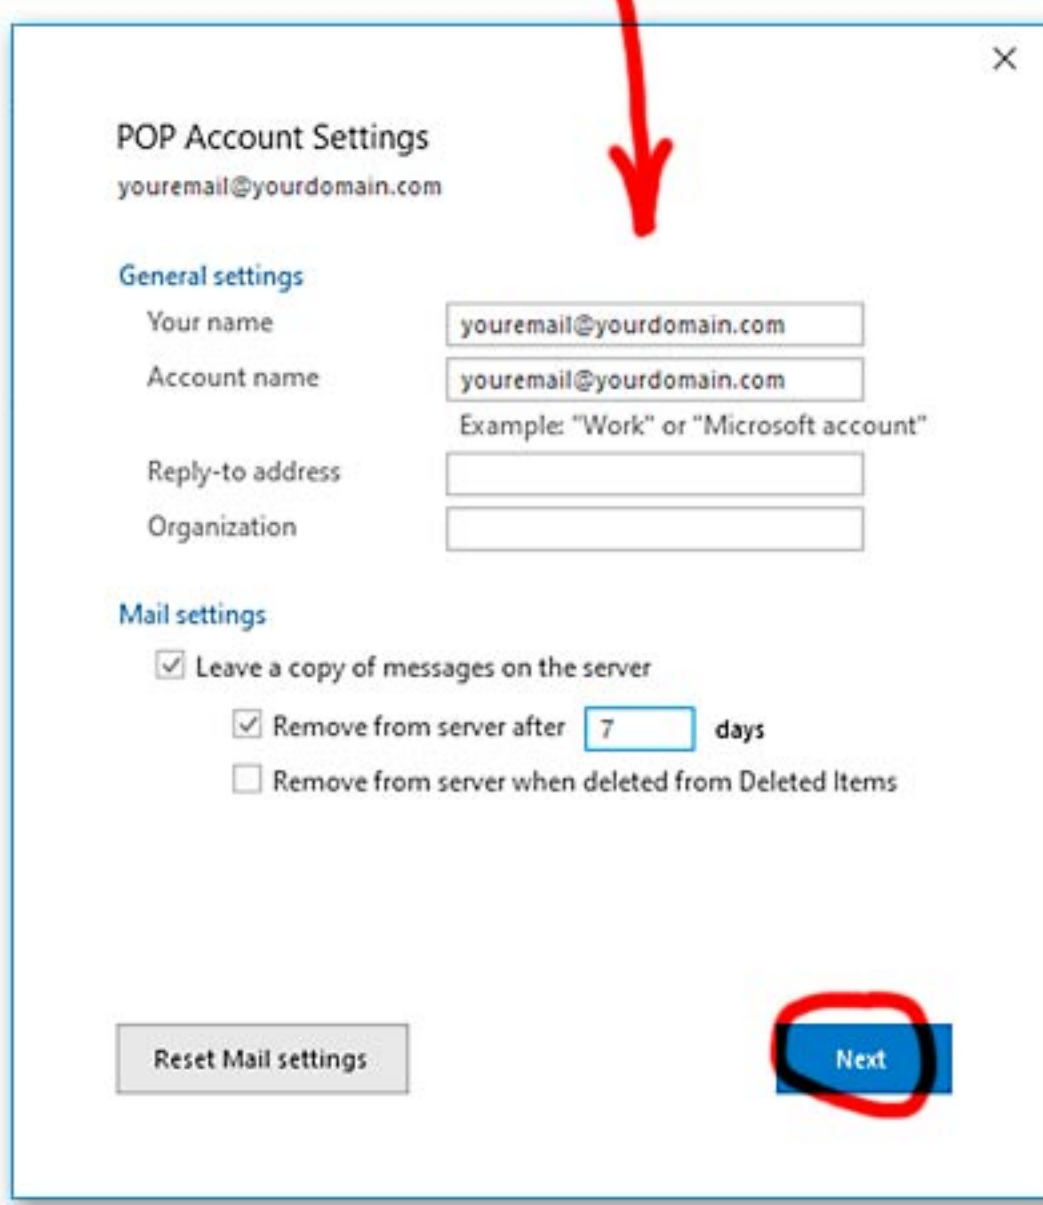 POP Account Settings
youremail@yourdomain.com
General settings
Your name youremail@yourdomain.com
Account name youremail@yourdomain.com
Example: "Work" or "Microsoft account"
Reply-to address
Organization
Mail settings
Leave a copy of messages on the server
Remove from server after 7 days
Remove from server when deleted from Deleted Items
Reset Mail settings Next